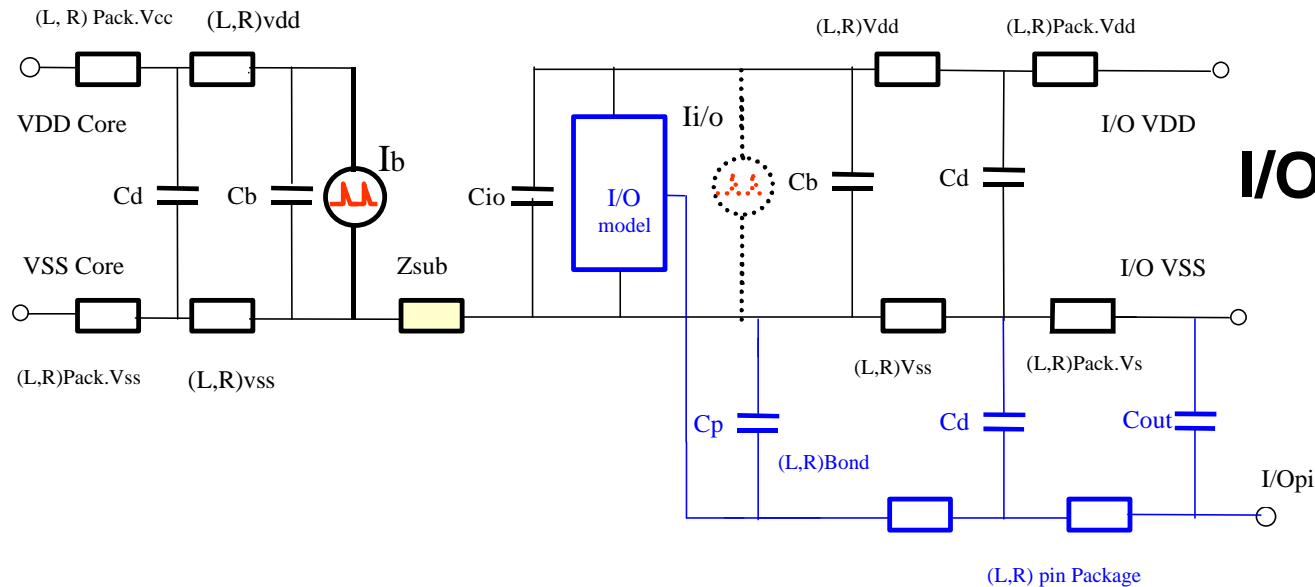 (L, R) Pack.Vcc
(L,R)vdd
(L,R)Vdd
(L,R)Pack.Vdd
VDD Core
Ii/o
I/O VDD
Ib
I/O
Cd
Cb
Cio
I/O
model
Cb
Cd
VSS Core
Zsub
I/O VSS
(L,R)Pack.Vss
(L,R)vss
(L,R)Vss
(L,R)Pack.Vs
Cp
Cd
Cout
(L,R)Bond
I/Opi
(L,R) pin Package